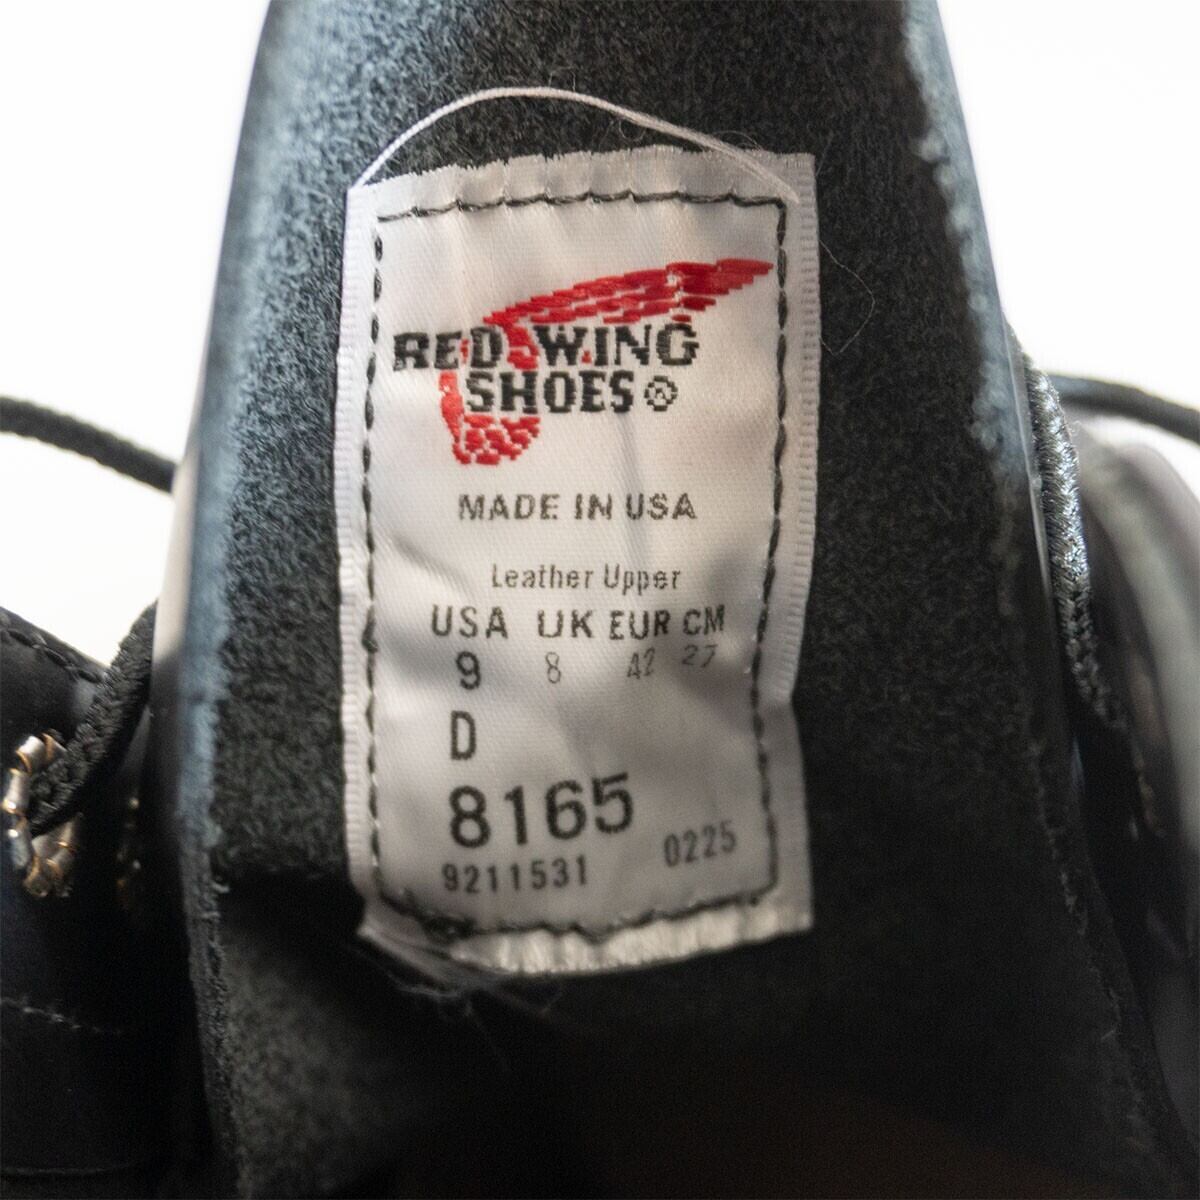 RED WING
SHOES®
MADE IN USA
Leather Upper
USA UK EUR CM
9 8 42 27
D
8165
9211531 0225